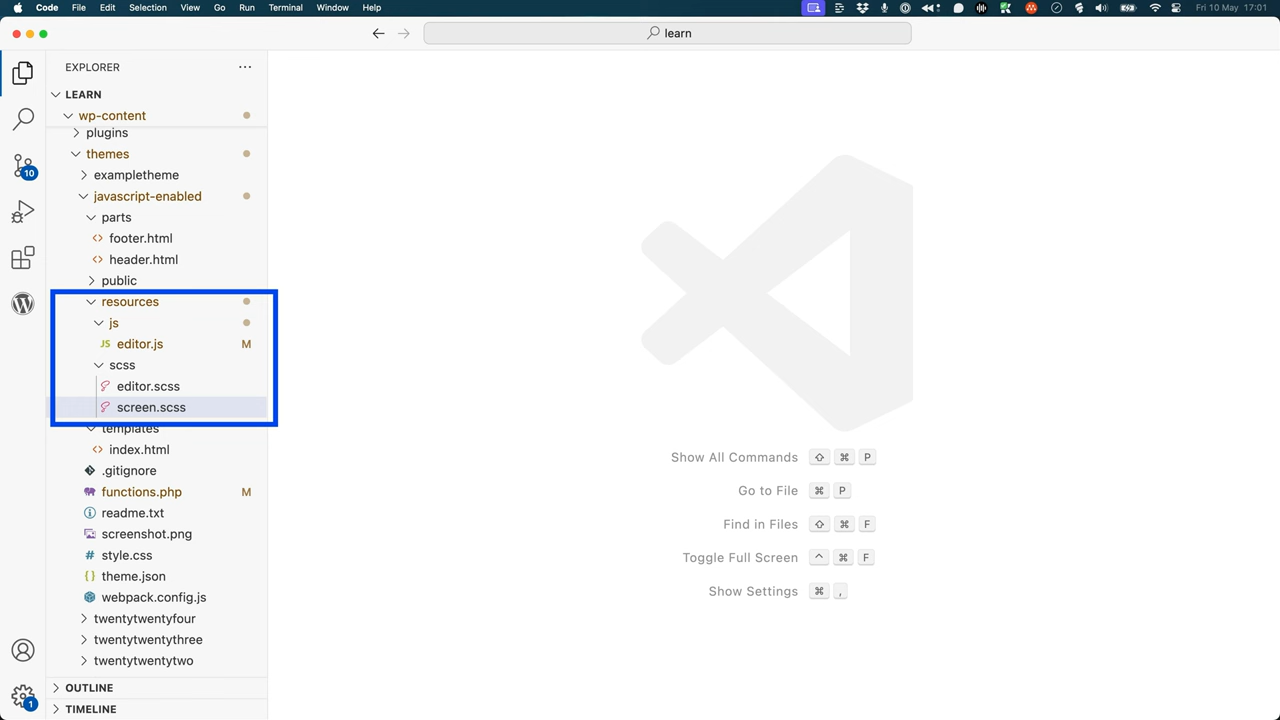 Code File Edit Selection View Go Run Terminal Window Help Fri 10 May 17:01
learn
EXPLORER
LEARN
wp-content
plugins
themes
exampletheme
javascript-enabled
parts
footer.html
header.html
public
resources
js
JS editor.js M
scss
editor.scss
screen.scss
templates
index.html
.gitignore
functions.php M
readme.txt
screenshot.png
# style.css
{} theme.json
webpack.config.js
twentytwentyfour
twentytwentythree
twentytwentytwo
OUTLINE
TIMELINE
10
1
Show All Commands ⇧ ⌘ P
Go to File ⌘ P
Find in Files ⇧ ⌘ F
Toggle Full Screen ^ ⌘ F
Show Settings ⌘ ,